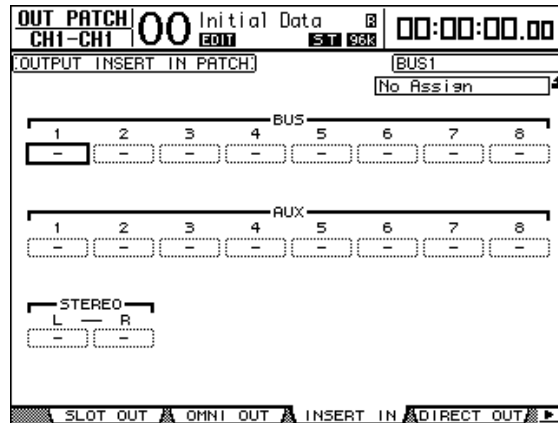 OUT PATCH
CH1-CH1
00
Initial Data
EDIT
R
S.T 96K
00:00:00.00
OUTPUT INSERT IN PATCH
BUS1
No Assign
BUS
1 2 3 4 5 6 7 8
- - - - - - - -
AUX
1 2 3 4 5 6 7 8
- - - - - - - -
STEREO
L — R
- -
SLOT OUT OMNI OUT INSERT IN DIRECT OUT